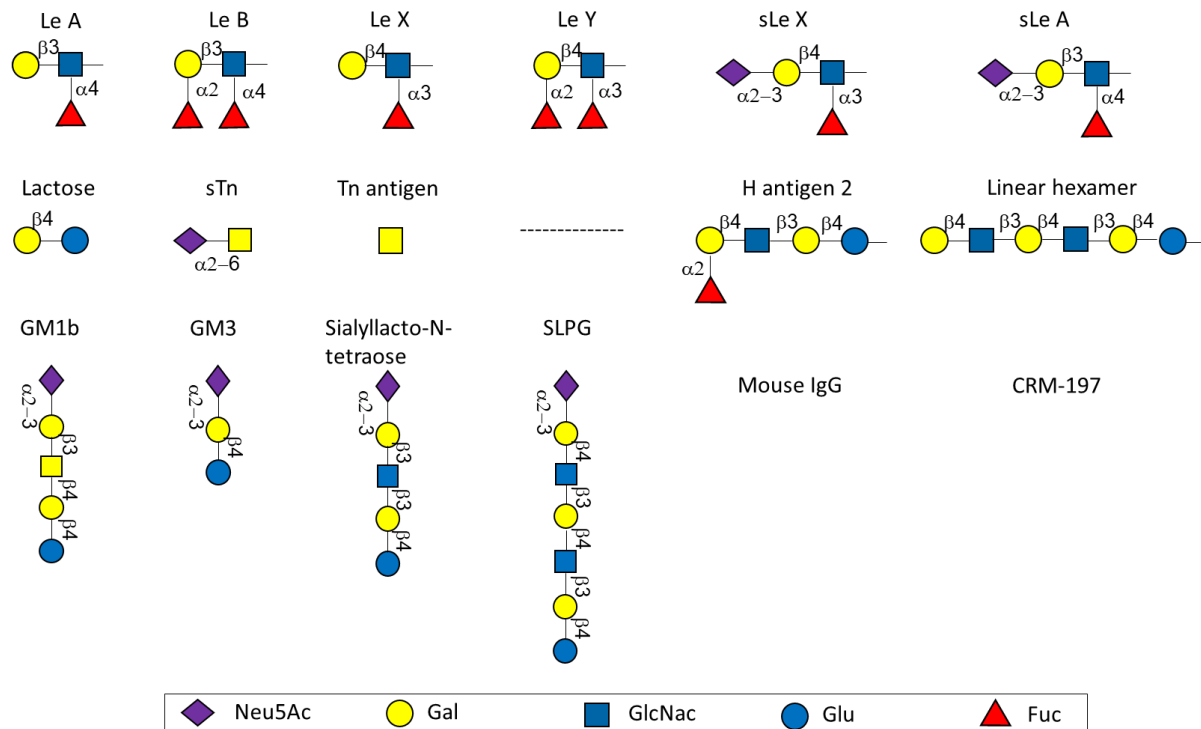 Le A Le B Le X Le Y sLe X sLe A
β3 β3 β4 β4 β4 β3
α2–3 α2–3
α4 α2 α4 α3 α2 α3 α3 α4
Lactose sTn Tn antigen H antigen 2 Linear hexamer
β4 β4 β3 β4 β4 β3 β4 β3 β4
α2–6 ------------------
α2
GM1b GM3 Sialyllacto-N-tetraose SLPG
Mouse IgG CRM-197
α2–3 α2–3 α2–3 α2–3
β3 β4 β3 β4
β4 β3 β3
β4 β4 β4
β3
β4
Neu5Ac Gal GlcNac Glu Fuc